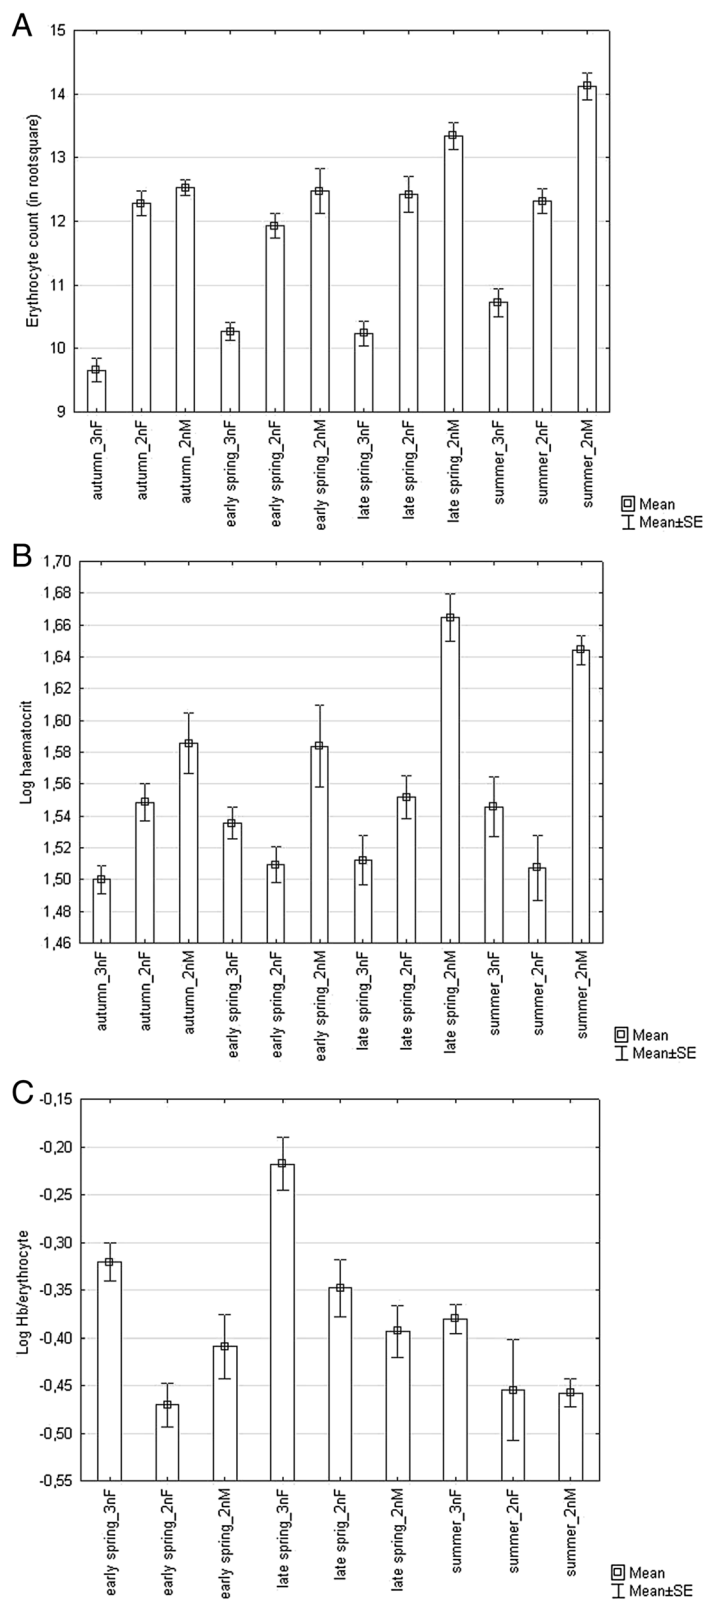 A
Erythrocyte count (in rootsquare)
15
14
13
12
11
10
9
autumn_3nF
autumn_2nF
autumn_2nM
early spring_3nF
early spring_2nF
early spring_2nM
late spring_3nF
late spring_2nF
late spring_2nM
summer_3nF
summer_2nF
summer_2nM
Mean
Mean±SE
B
Log haematocrit
1,70
1,68
1,66
1,64
1,62
1,60
1,58
1,56
1,54
1,52
1,50
1,48
1,46
autumn_3nF
autumn_2nF
autumn_2nM
early spring_3nF
early spring_2nF
early spring_2nM
late spring_3nF
late spring_2nF
late spring_2nM
summer_3nF
summer_2nF
summer_2nM
Mean
Mean±SE
C
Log Hb/erythrocyte
-0,15
-0,20
-0,25
-0,30
-0,35
-0,40
-0,45
-0,50
-0,55
early spring_3nF
early spring_2nF
early spring_2nM
late spring_3nF
late sprig_2nF
late spring_2nM
summer_3nF
summer_2nF
summer_2nM
Mean
Mean±SE